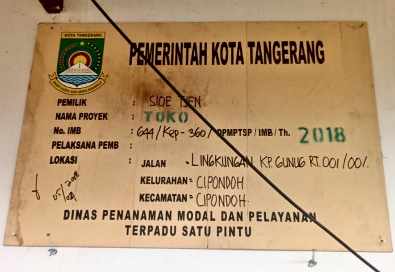 KOTA TANGERANG
PEMERINTAH KOTA TANGERANG
PEMILIK : SIOE TJEN
NAMA PROYEK : TOKO
No. IMB : 644/Kep-360/DPMPTSP/IMB/Th. 2018
PELAKSANA PEMB :
LOKASI : JALAN : LINGKUNGAN KP. GUNUG RT.001/001.
KELURAHAN : CIPONDOH
KECAMATAN : CIPONDOH.
DINAS PENANAMAN MODAL DAN PELAYANAN
TERPADU SATU PINTU